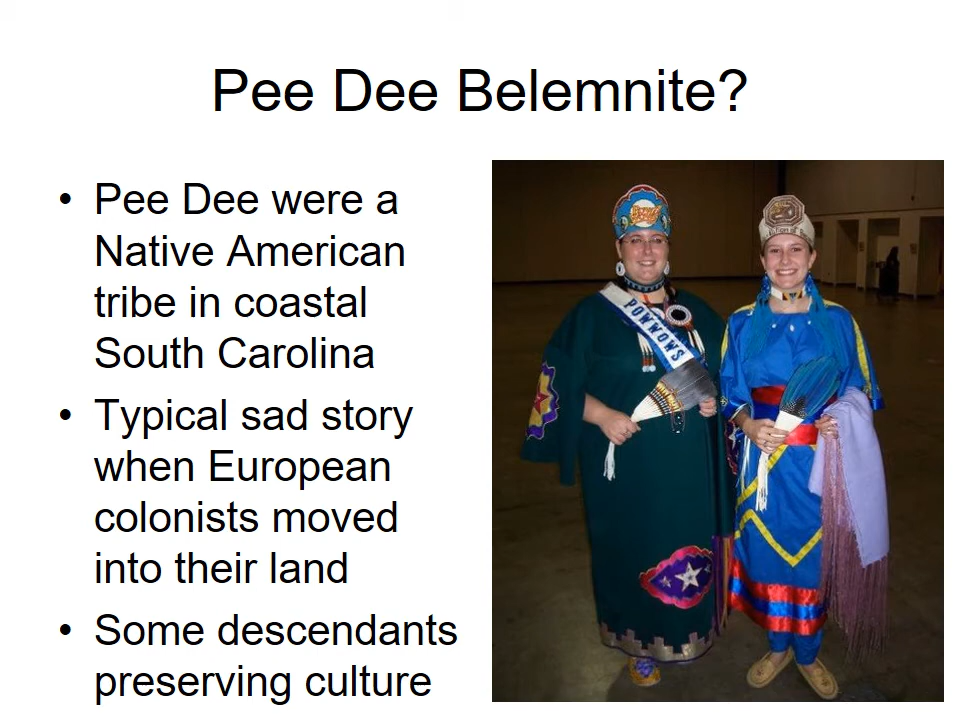 Pee Dee Belemnite?
• Pee Dee were a
Native American
tribe in coastal
South Carolina
• Typical sad story
when European
colonists moved
into their land
• Some descendants
preserving culture
POWWOWS